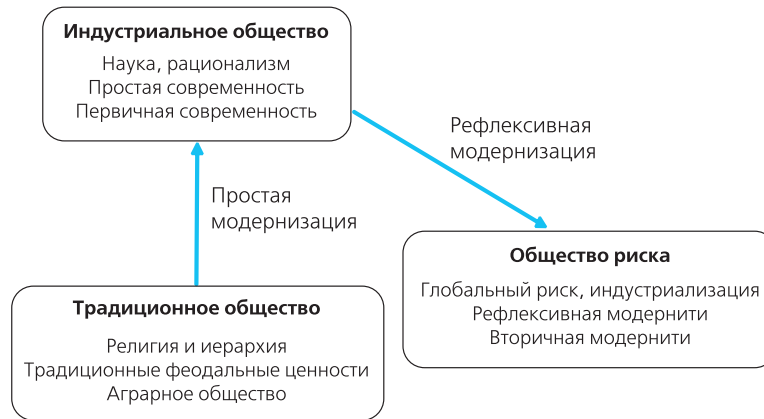 Индустриальное общество
Наука, рационализм
Простая современность
Первичная современность
Рефлексивная
модернизация
Простая
модернизация
Общество риска
Глобальный риск, индустриализация
Рефлексивная модернити
Вторичная модернити
Традиционное общество
Религия и иерархия
Традиционные феодальные ценности
Аграрное общество